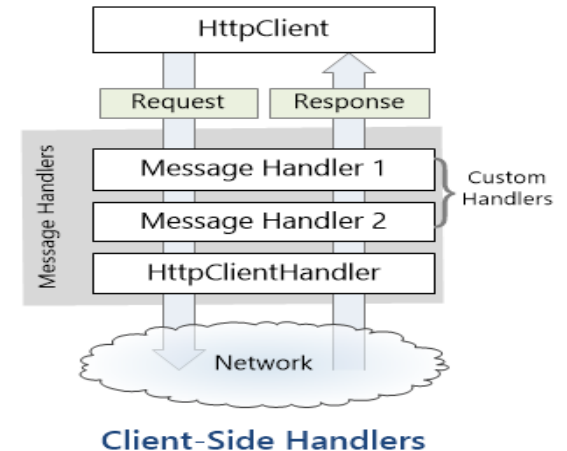 HttpClient
Request
Response
Message Handlers
Message Handler 1
Message Handler 2
Custom
Handlers
HttpClientHandler
Network
Client-Side Handlers